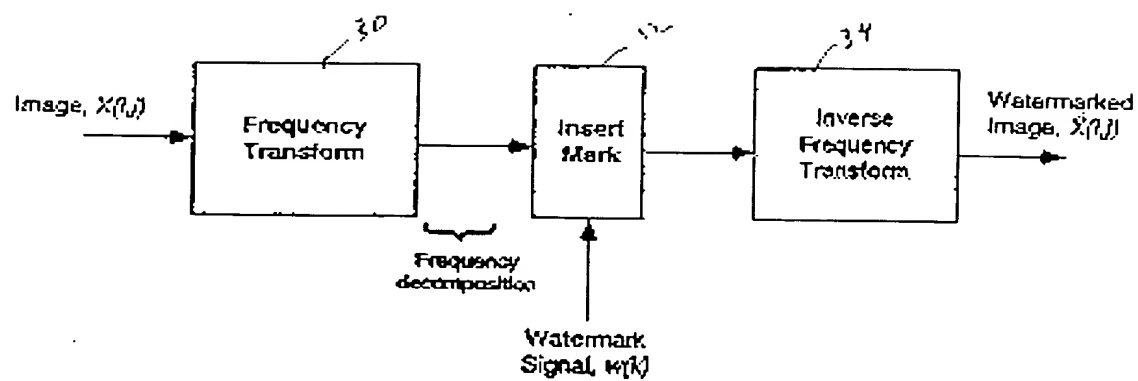 30
34
Image, X(i,j)
Frequency
Transform
Insert
Mark
Inverse
Frequency
Transform
Watermarked
Image, X̂(i,j)
Frequency
decomposition
Watermark
Signal, w(k)